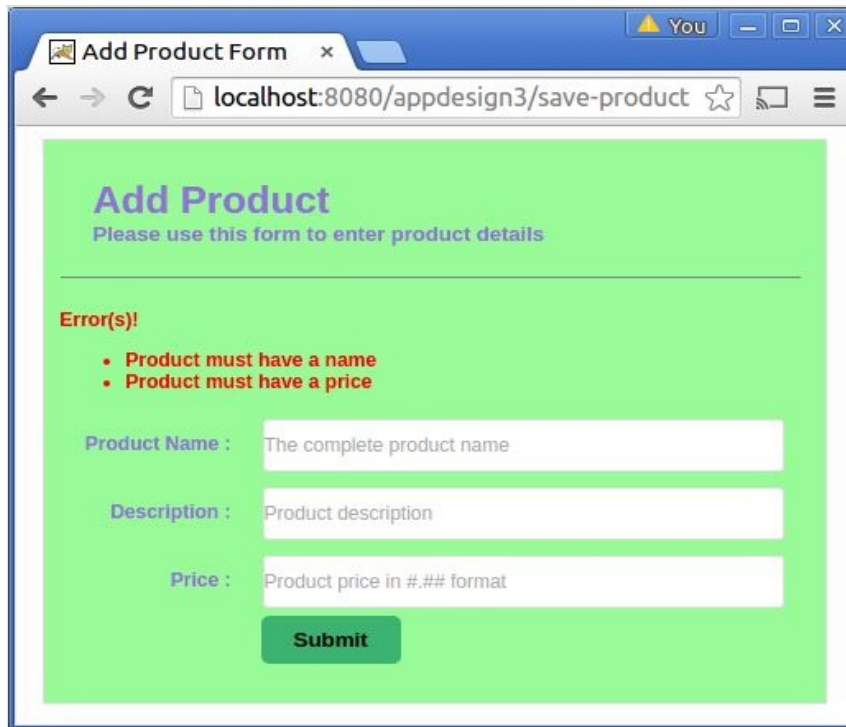 You
Add Product Form
localhost:8080/appdesign3/save-product
Add Product
Please use this form to enter product details
Error(s)!
• Product must have a name
• Product must have a price
Product Name : The complete product name
Description : Product description
Price : Product price in #.## format
Submit